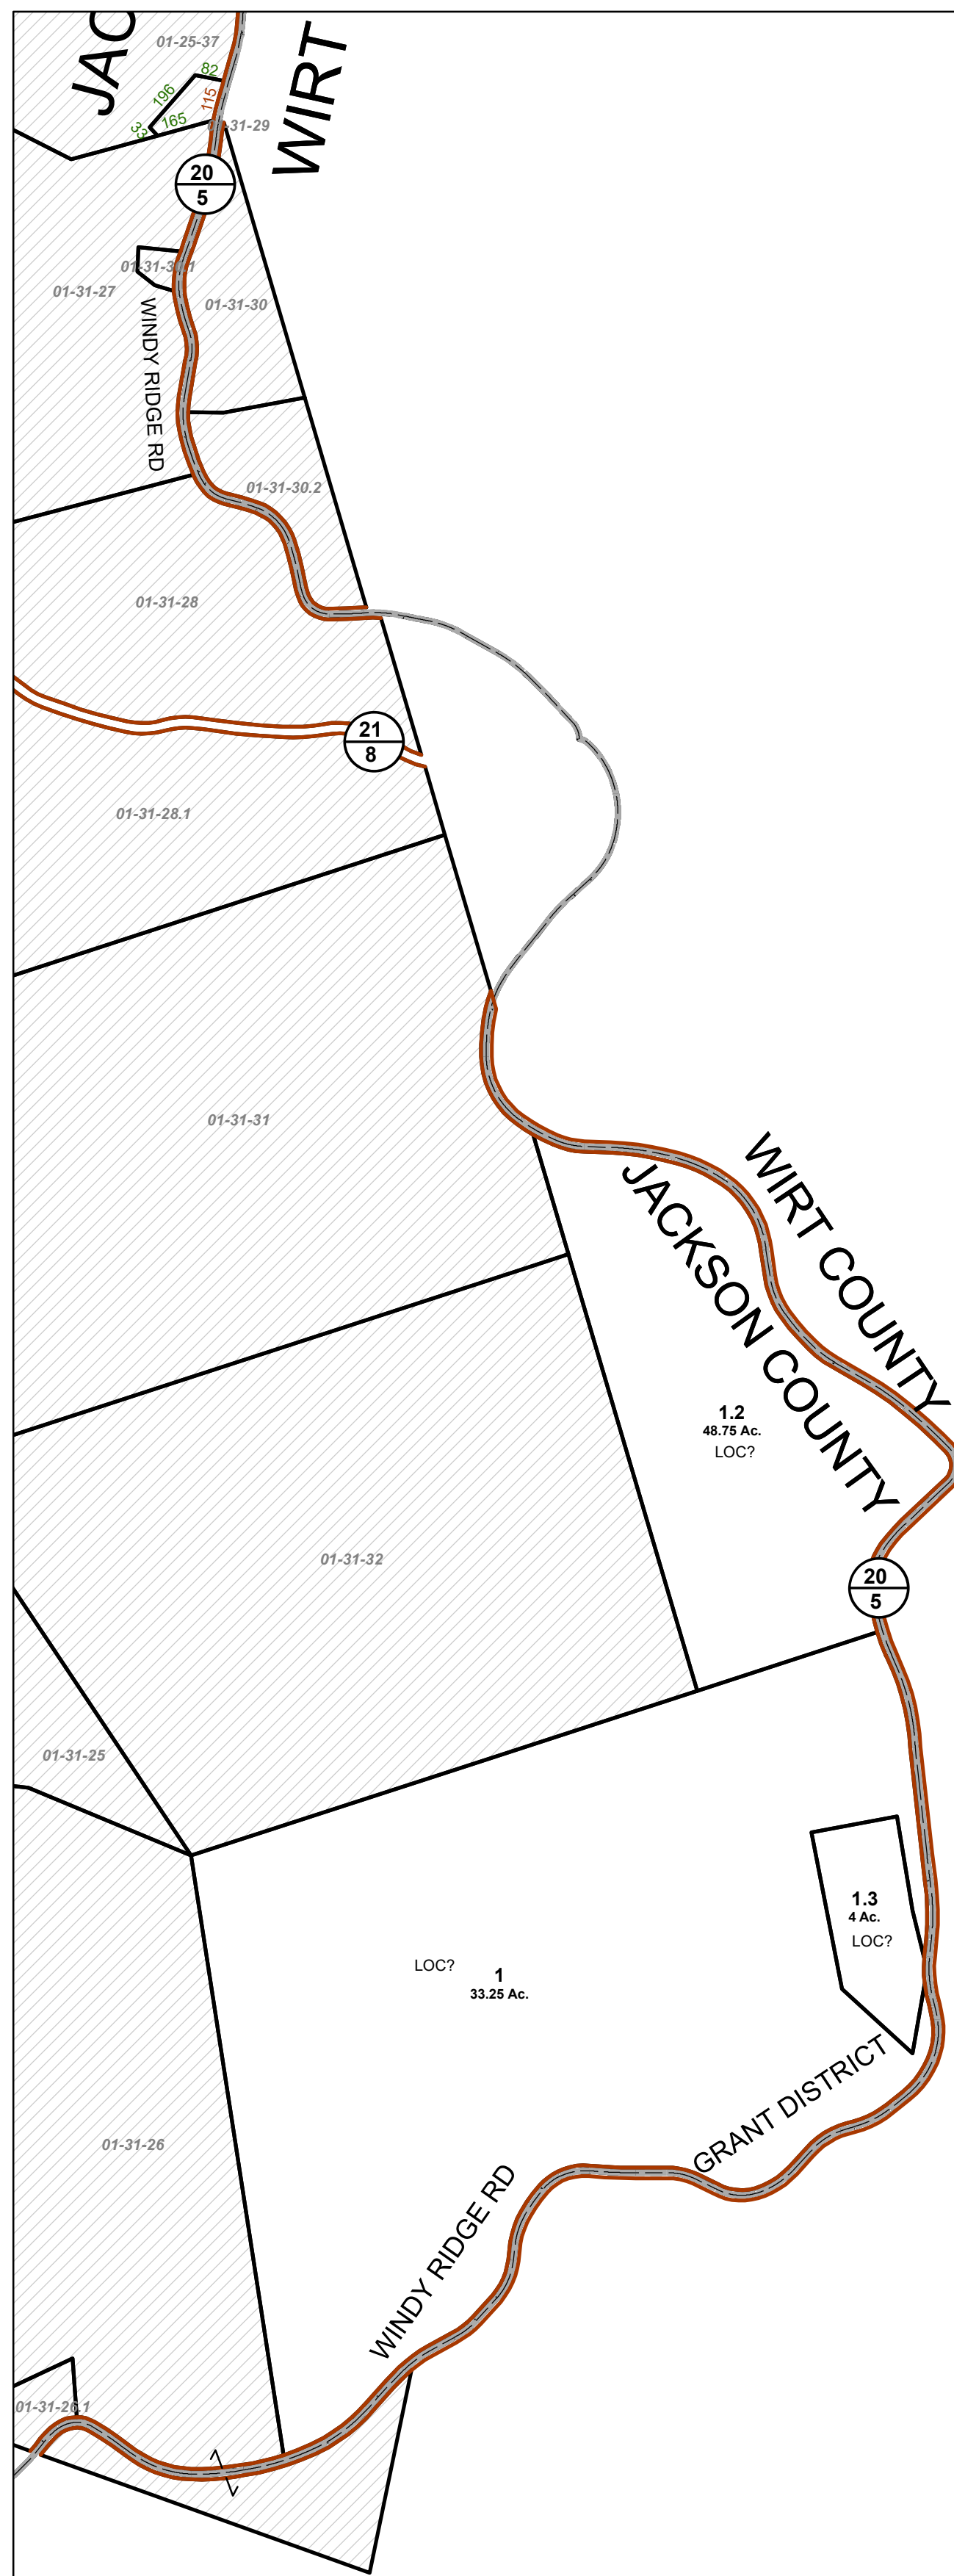 JAC
WIRT
01-25-37
82
196
115
165
33
20
5
01-31-27
01-31-30
WINDY RIDGE RD
01-31-30.2
01-31-28
21
8
01-31-28.1
01-31-31
WIRT COUNTY
JACKSON COUNTY
1.2
48.75 Ac.
LOC?
01-31-32
20
5
01-31-25
1.3
4 Ac.
LOC?
LOC?
1
33.25 Ac.
GRANT DISTRICT
01-31-26
WINDY RIDGE RD
01-31-26.1